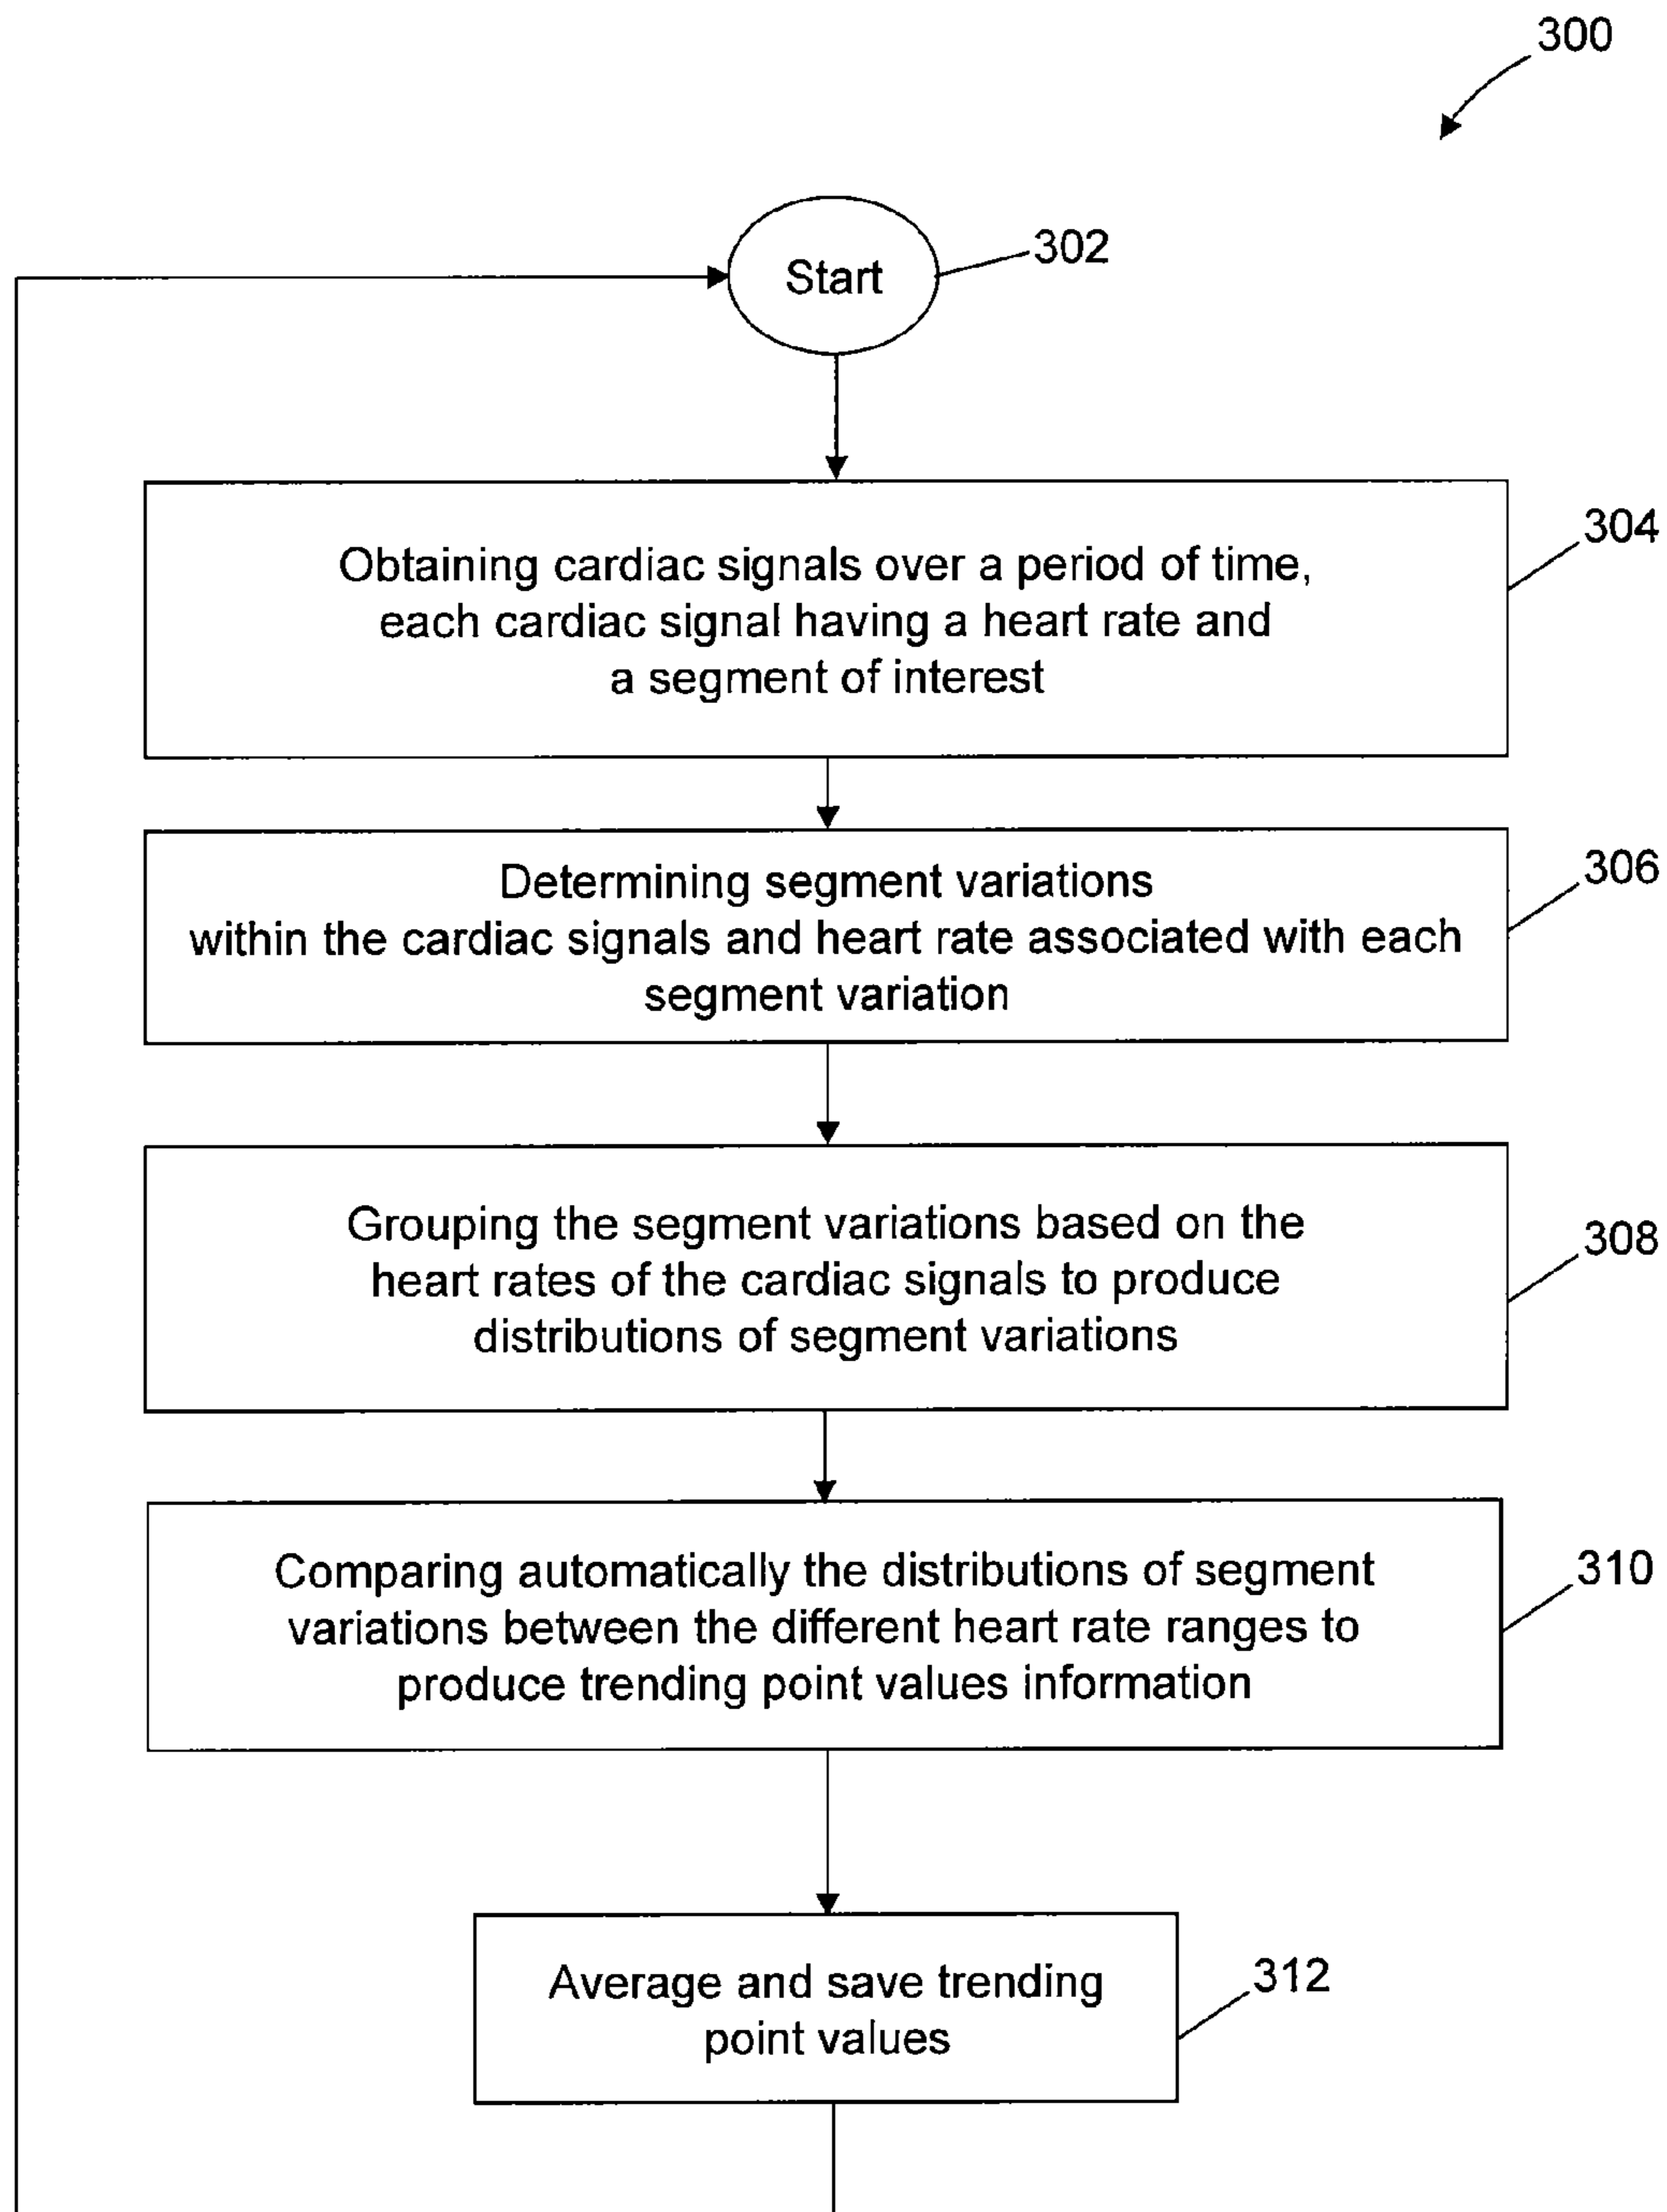 300
Start
302
Obtaining cardiac signals over a period of time,
each cardiac signal having a heart rate and
a segment of interest
304
Determining segment variations
within the cardiac signals and heart rate associated with each
segment variation
306
Grouping the segment variations based on the
heart rates of the cardiac signals to produce
distributions of segment variations
308
Comparing automatically the distributions of segment
variations between the different heart rate ranges to
produce trending point values information
310
Average and save trending
point values
312